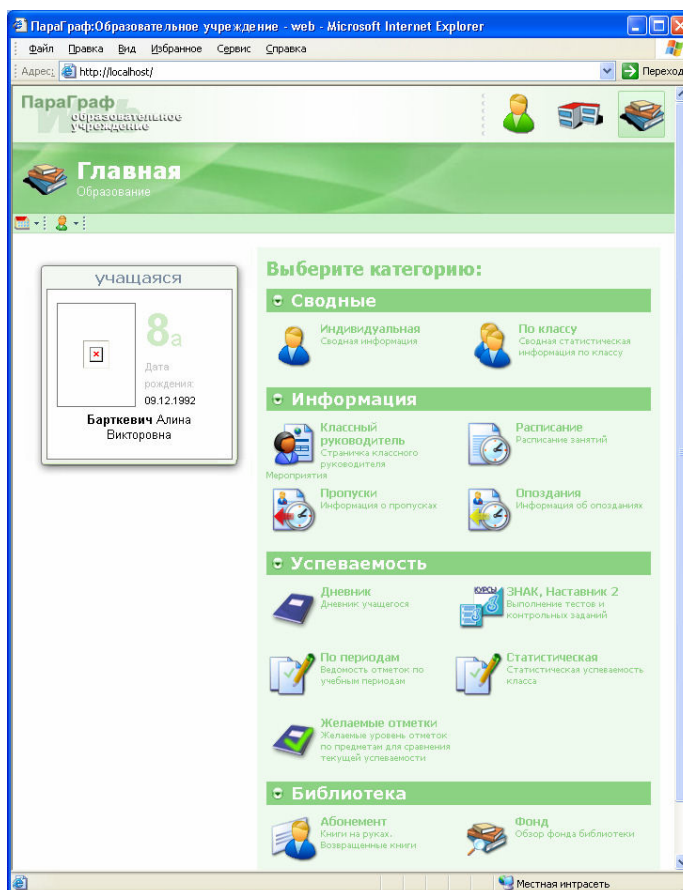 ПараГраф:Образовательное учреждение - web - Microsoft Internet Explorer
Файл Правка Вид Избранное Сервис Справка
Адрес: http://localhost/ Переход
ПараГраф
образовательное
учреждение
Главная
Образование
учащаяся
8а
Дата
рождения:
09.12.1992
Барткевич Алина
Викторовна
Выберите категорию:
Сводные
Индивидуальная
Сводная информация
По классу
Сводная статистическая
информация по классу
Информация
Классный
руководитель
Страничка классного
руководителя
Мероприятия
Расписание
Расписание занятий
Пропуски
Информация о пропусках
Опоздания
Информация об опозданиях
Успеваемость
Дневник
Дневник учащегося
КУРСЫ
ЗНАК, Наставник 2
Выполнение тестов и
контрольных заданий
По периодам
Ведомость отметок по
учебным периодам
Статистическая
Статистическая успеваемость
класса
Желаемые отметки
Желаемые уровень отметок
по предметам для сравнения
текущей успеваемости
Библиотека
Абонемент
Книги на руках.
Возвращенные книги
Фонд
Обзор фонда библиотеки
Местная интрасеть